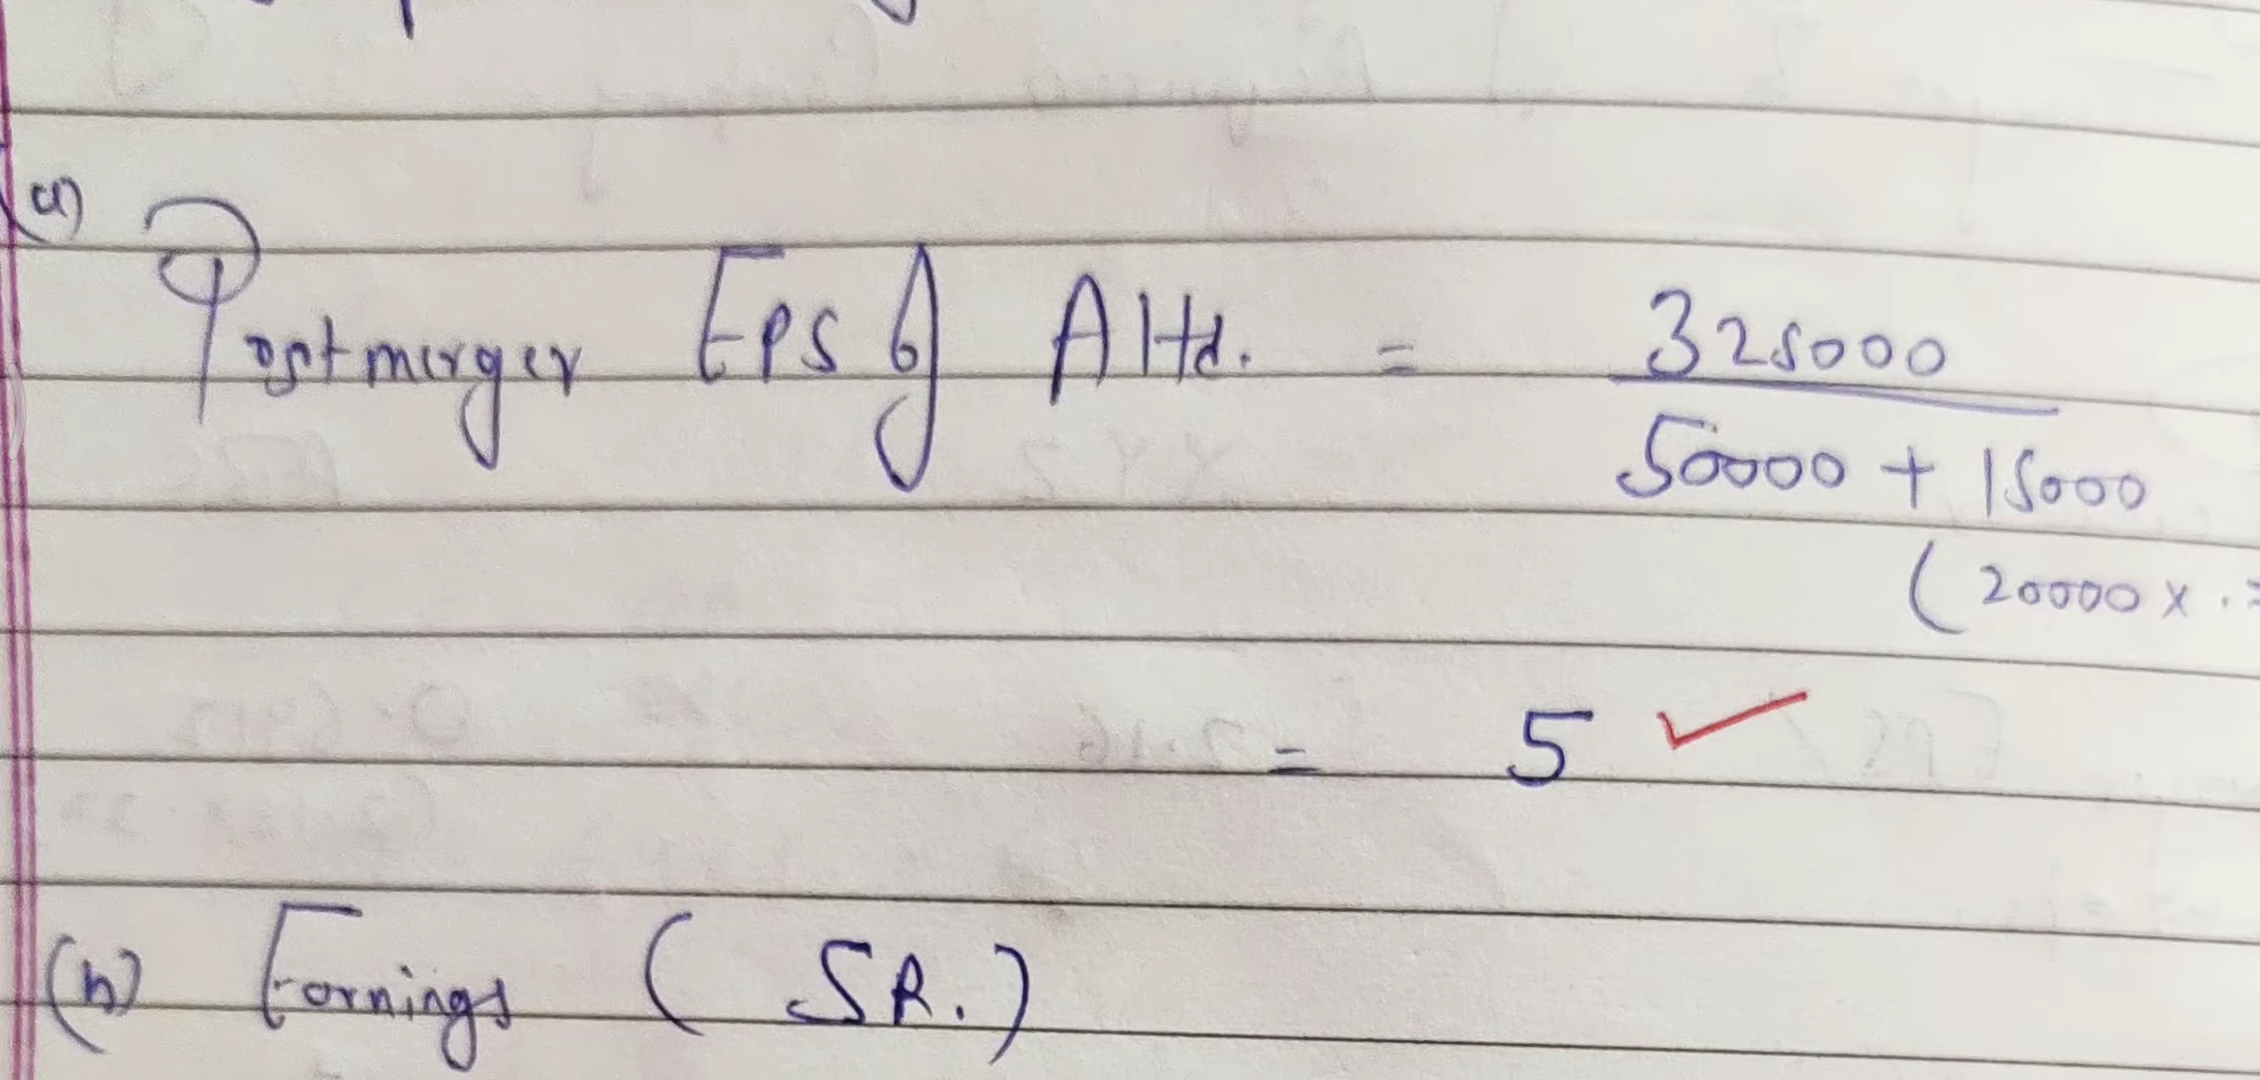 (a)
Postmerger EPS of A Ltd. = 325000
50000 + 15000
(20000 x .
= 5 ✓
(b) Earnings ( SR. )